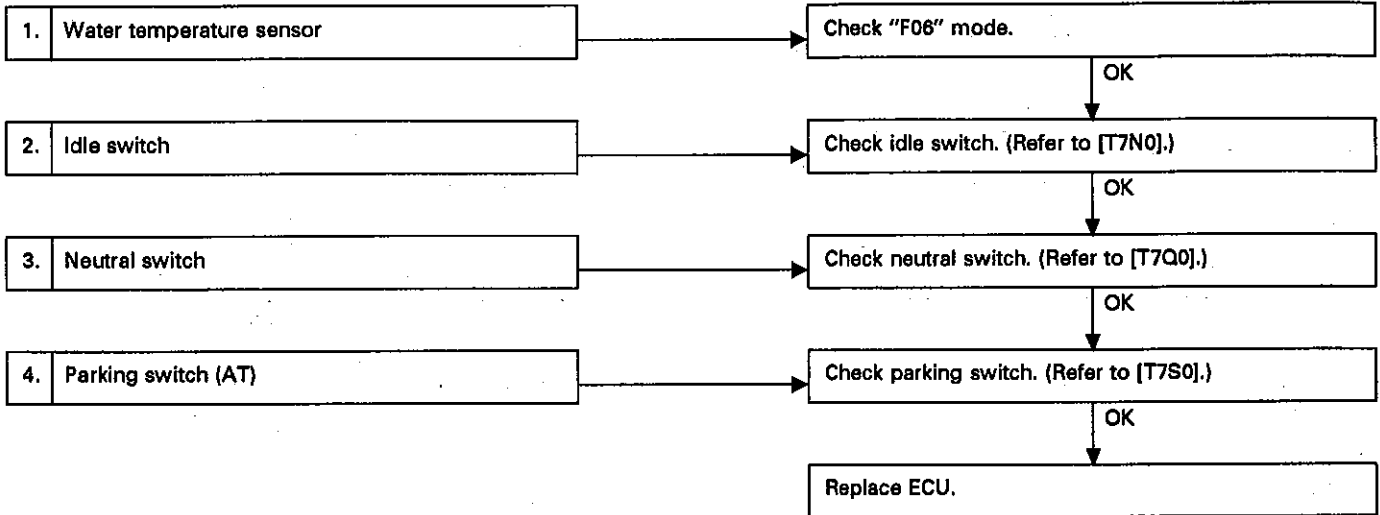 1. Water temperature sensor
Check "F06" mode.
OK
2. Idle switch
Check idle switch. (Refer to [T7N0].)
OK
3. Neutral switch
Check neutral switch. (Refer to [T7Q0].)
OK
4. Parking switch (AT)
Check parking switch. (Refer to [T7S0].)
OK
Replace ECU.